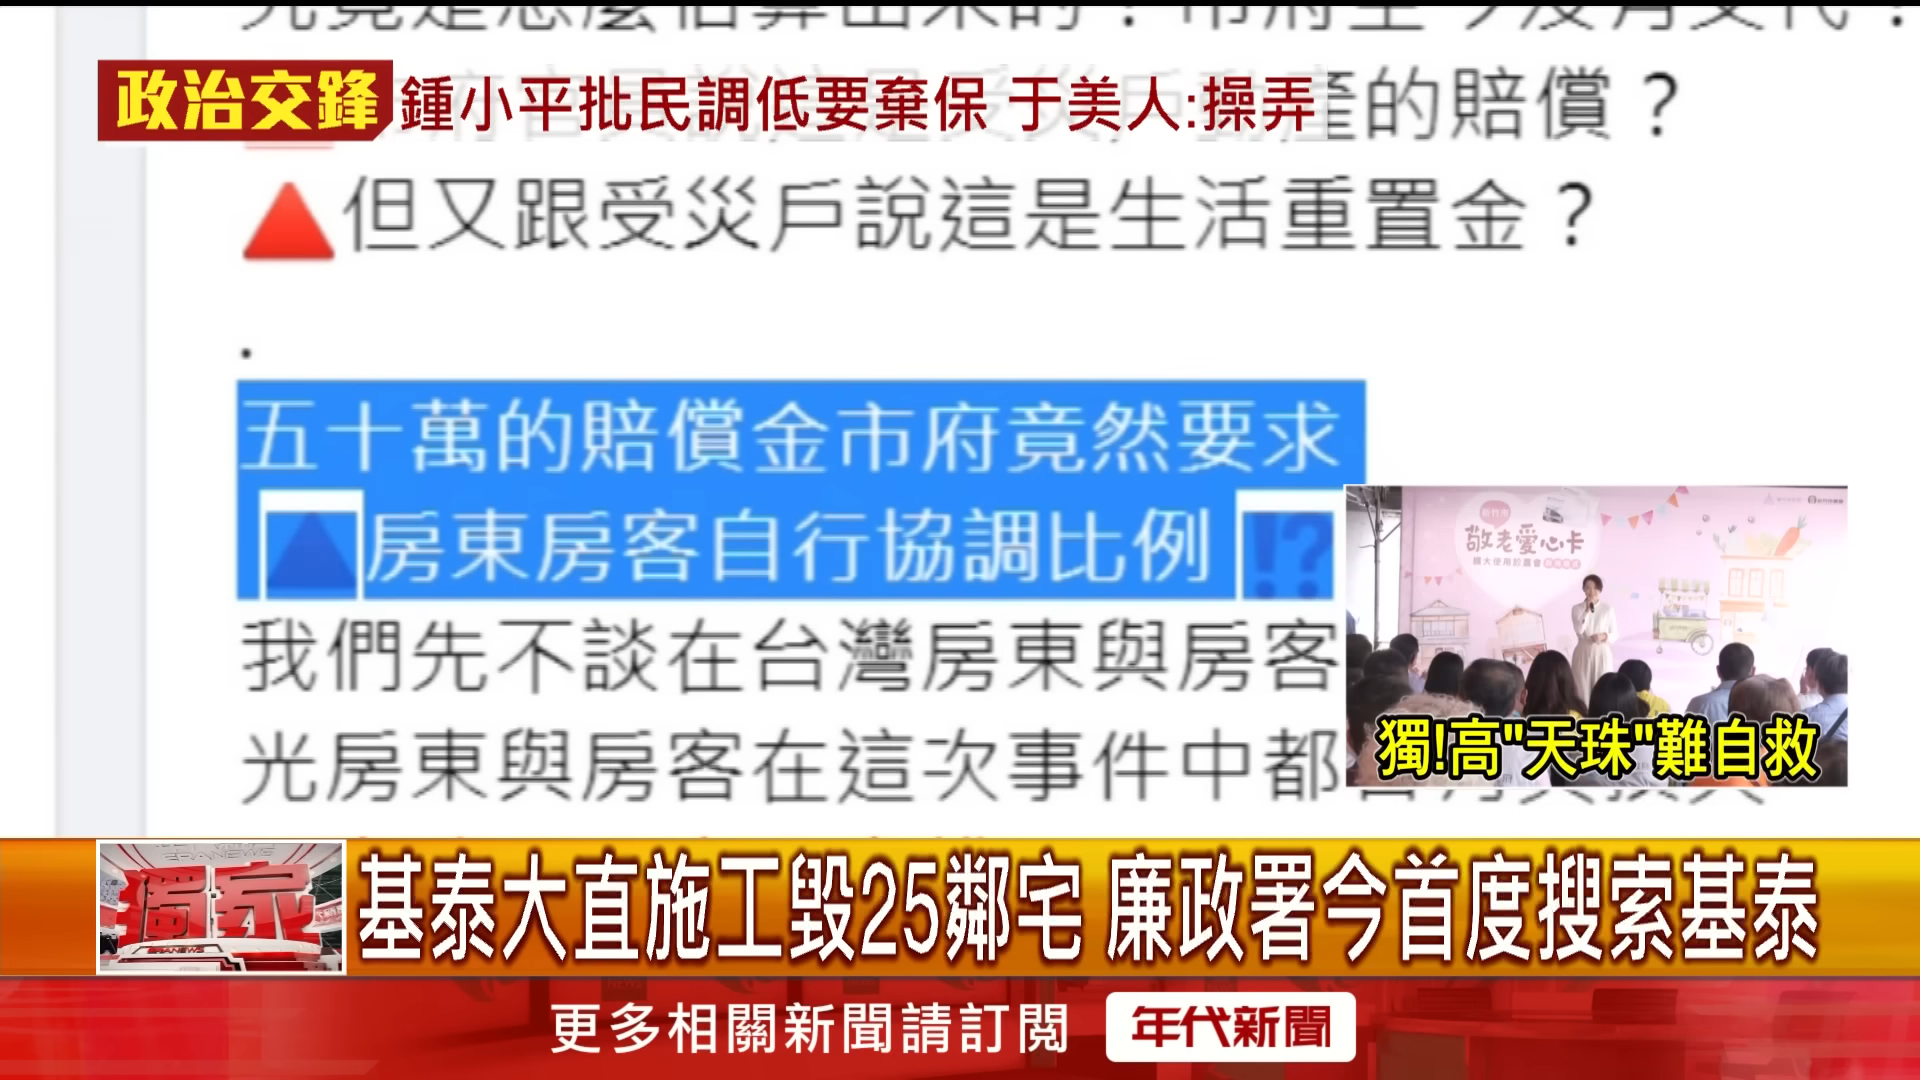 政治交鋒 鍾小平批民調低要棄保 于美人:操弄
產的賠償？
🔺但又跟受災戶說這是生活重置金？
.
五十萬的賠償金市府竟然要求
🔺房東房客自行協調比例⁉
我們先不談在台灣房東與房客
光房東與房客在這次事件中都
敬老愛心卡
獨!高"天珠"難自救
獨家
ERANEWS
基泰大直施工毀25鄰宅 廉政署今首度搜索基泰
更多相關新聞請訂閱 年代新聞